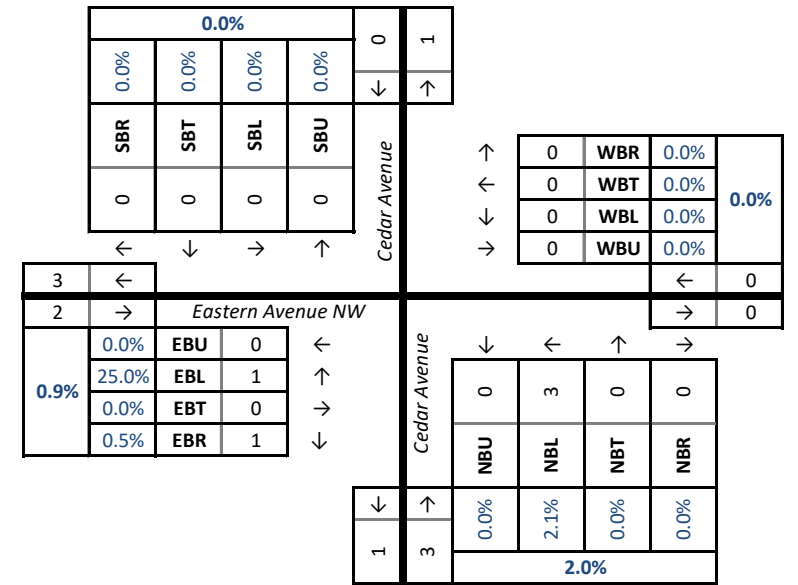 0.0%
0 1
0.0% 0.0% 0.0% 0.0%
↓ ↑
SBR SBT SBL SBU
0 0 0 0
← ↓ → ↑
Cedar Avenue
↑ 0 WBR 0.0%
← 0 WBT 0.0%
0.0%
↓ 0 WBL 0.0%
→ 0 WBU 0.0%
3 ←
← 0
2 → Eastern Avenue NW
→ 0
0.0% EBU 0 ←
25.0% EBL 1 ↑
0.9%
0.0% EBT 0 →
0.5% EBR 1 ↓
Cedar Avenue
↓ ← ↑ →
0 3 0 0
NBU NBL NBT NBR
↓ ↑
0.0% 2.1% 0.0% 0.0%
1 3
2.0%